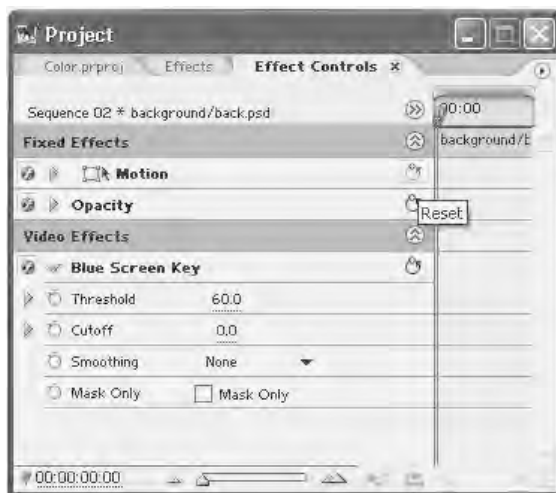 Project
Color.prproj Effects Effect Controls x
Sequence 02 * background/back.psd 00:00
Fixed Effects background/b
Motion
Opacity
Reset
Video Effects
Blue Screen Key
Threshold 60.0
Cutoff 0.0
Smoothing None
Mask Only Mask Only
00:00:00:00